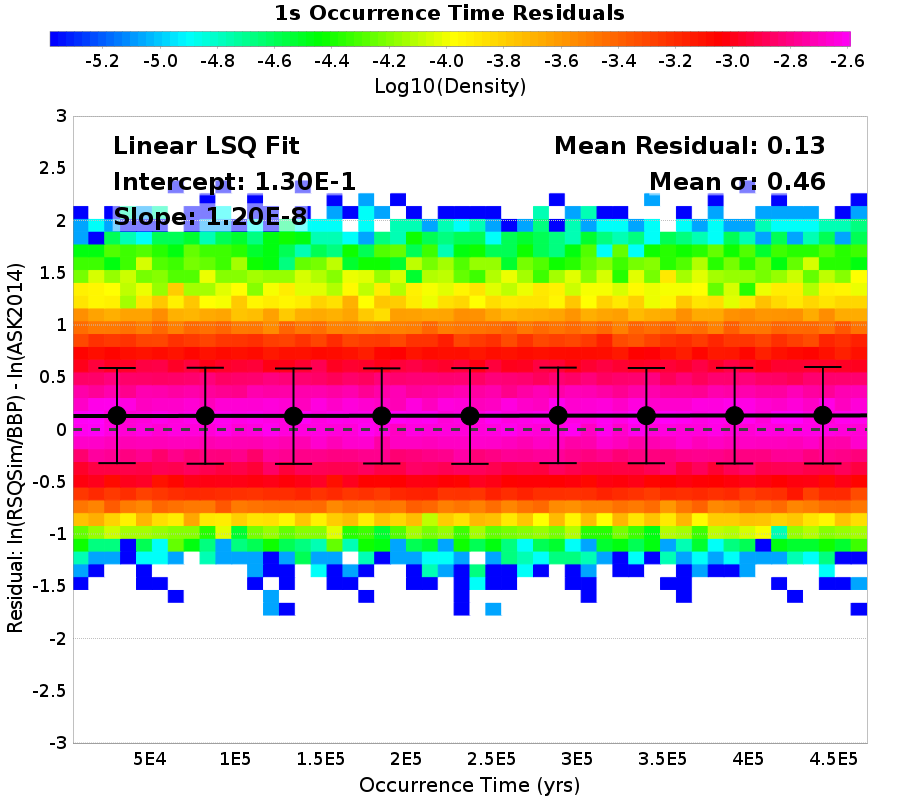 1s Occurrence Time Residuals
-5.2 -5.0 -4.8 -4.6 -4.4 -4.2 -4.0 -3.8 -3.6 -3.4 -3.2 -3.0 -2.8 -2.6
Log10(Density)
Linear LSQ Fit
Intercept: 1.30E-1
Slope: 1.20E-8
Mean Residual: 0.13
Mean σ: 0.46
Residual: ln(RSQSim/BBP) - ln(ASK2014)
3
2.5
2
1.5
1
0.5
0
-0.5
-1
-1.5
-2
-2.5
-3
5E4 1E5 1.5E5 2E5 2.5E5 3E5 3.5E5 4E5 4.5E5
Occurrence Time (yrs)